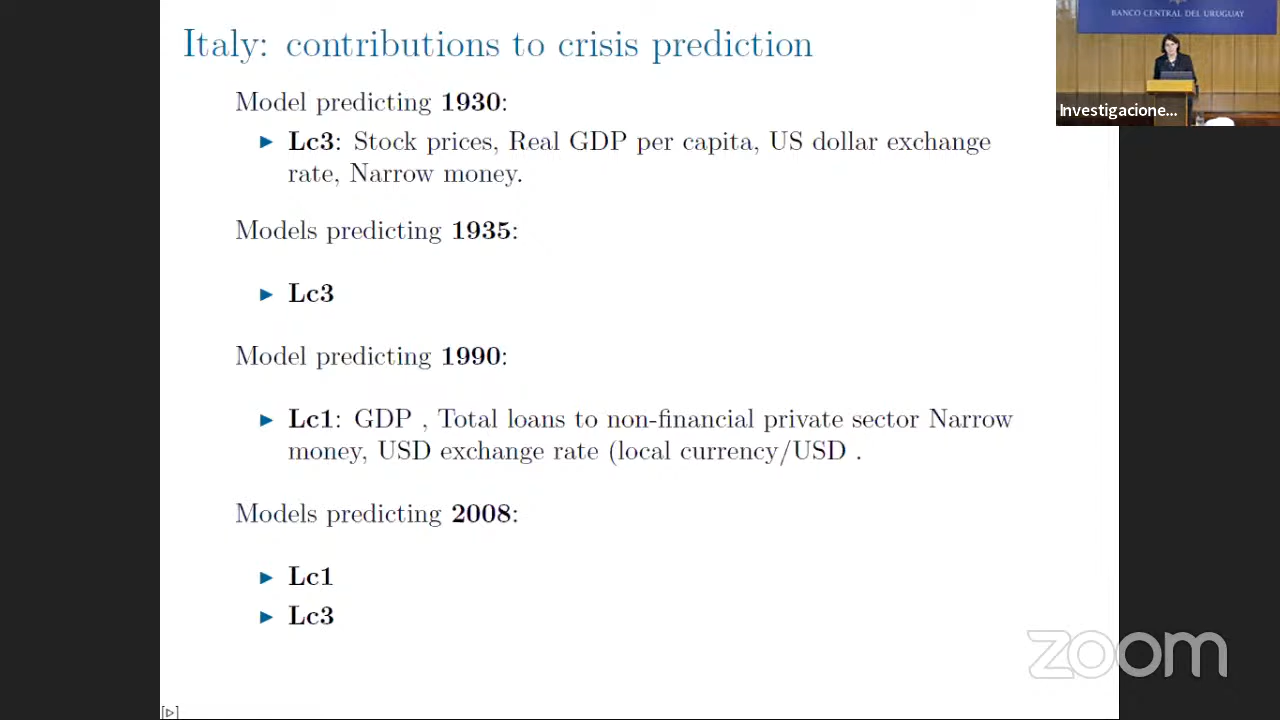 Italy: contributions to crisis prediction
Model predicting 1930:
Lc3: Stock prices, Real GDP per capita, US dollar exchange
rate, Narrow money.
Models predicting 1935:
Lc3
Model predicting 1990:
Lc1: GDP , Total loans to non-financial private sector Narrow
money, USD exchange rate (local currency/USD .
Models predicting 2008:
Lc1
Lc3
BANCO CENTRAL DEL URUGUAY
Investigacione...
zoom